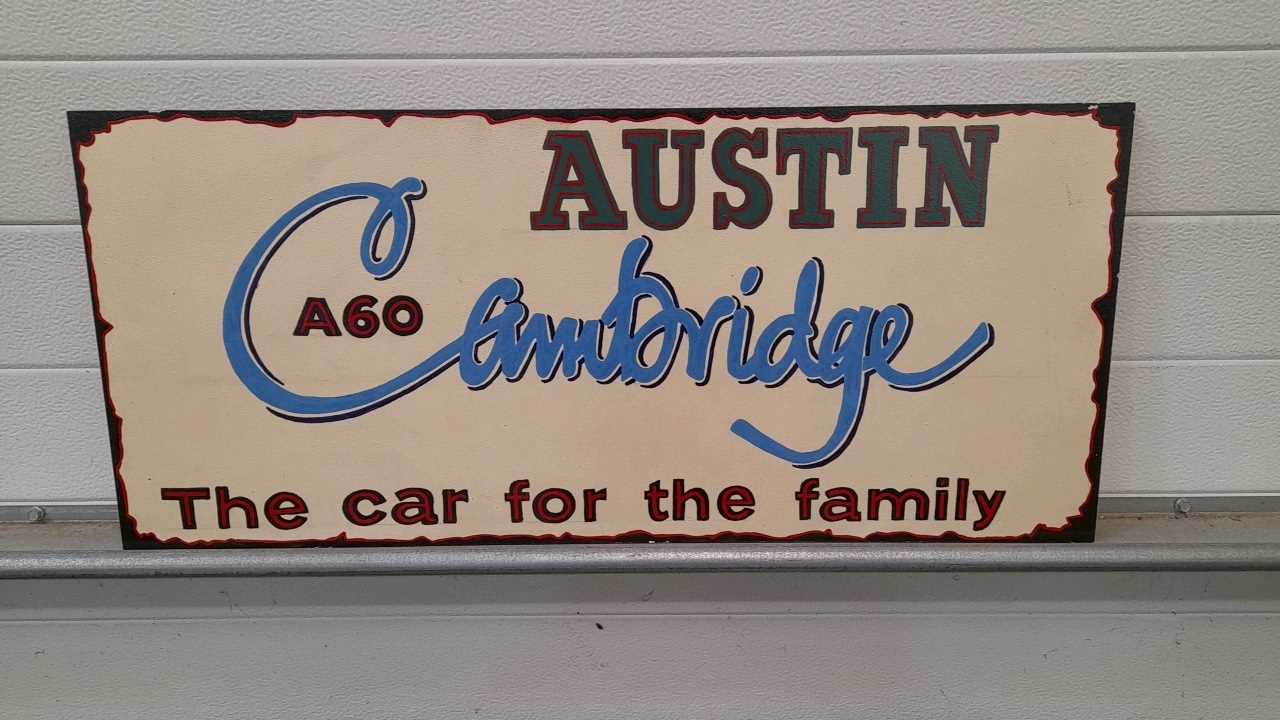 AUSTIN
A60 Cambridge
The car for the family